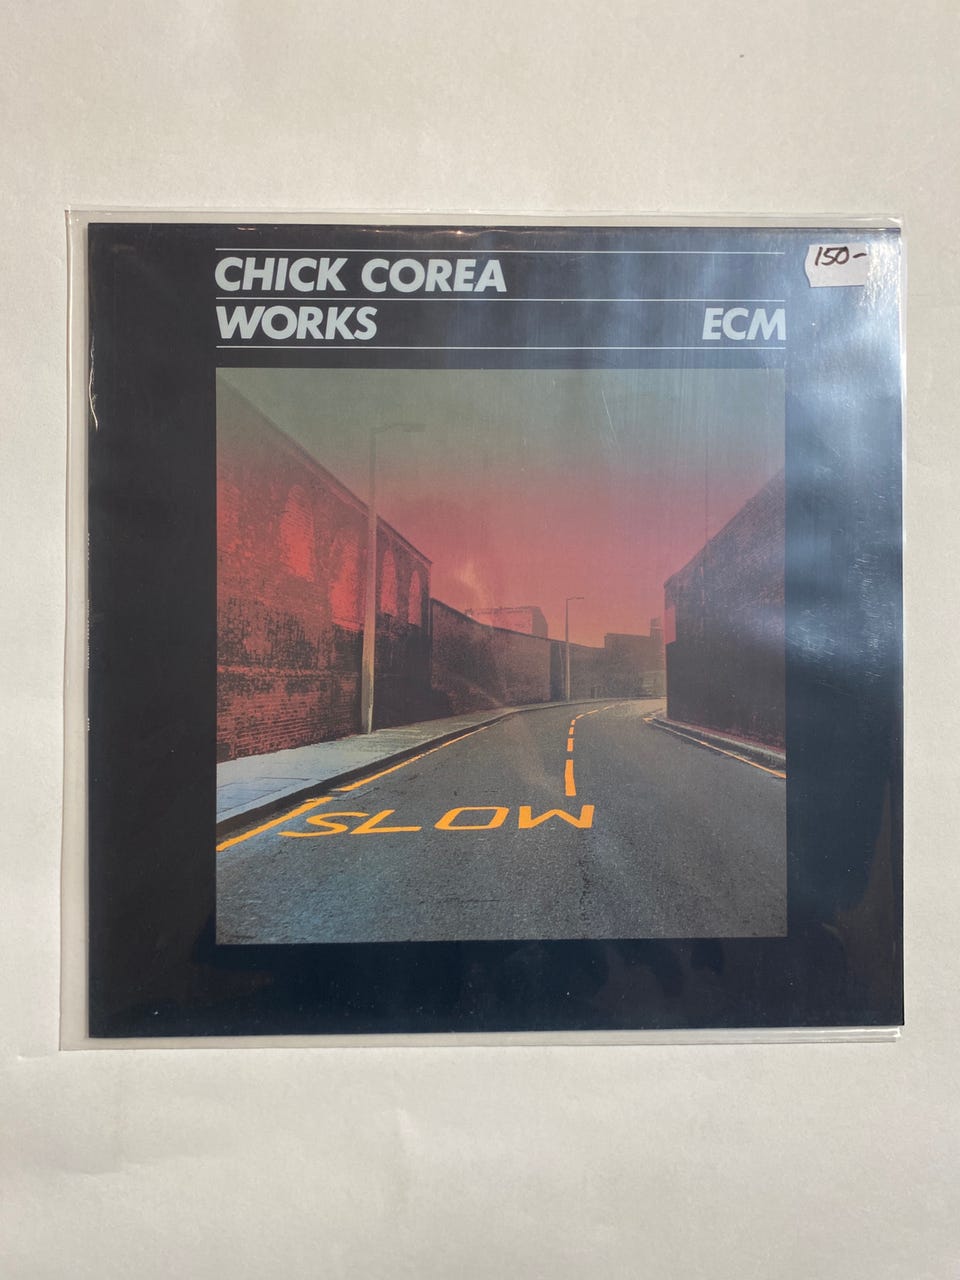 150-
CHICK COREA
WORKS ECM
SLOW